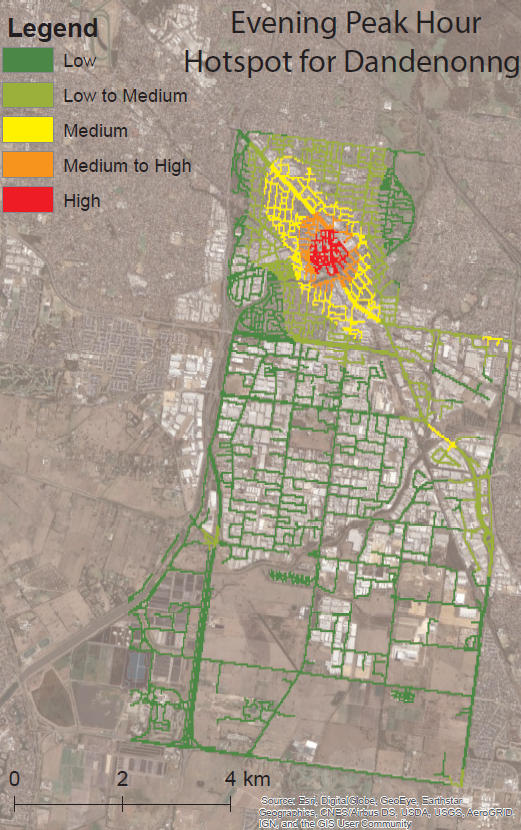 Evening Peak Hour
Hotspot for Dandenonng
Legend
Low
Low to Medium
Medium
Medium to High
High
0 2 4 km
Source: Esri, DigitalGlobe, GeoEye, Earthstar
Geographics, CNES/Airbus DS, USDA, USGS, AeroGRID,
IGN, and the GIS User Community